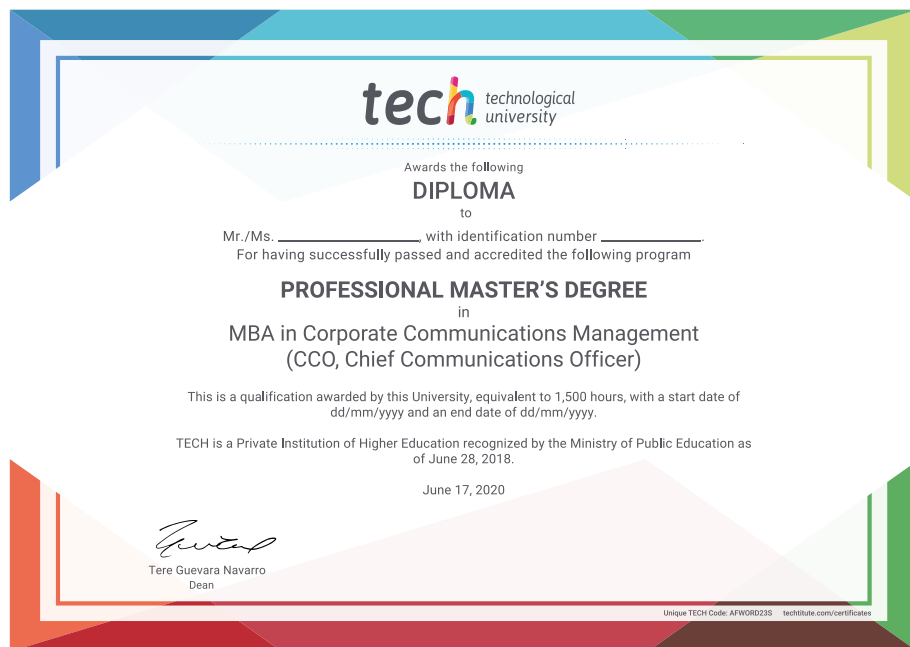 tech technological
university
Awards the following
DIPLOMA
to
Mr./Ms. ____________________, with identification number ______________.
For having successfully passed and accredited the following program
PROFESSIONAL MASTER'S DEGREE
in
MBA in Corporate Communications Management
(CCO, Chief Communications Officer)
This is a qualification awarded by this University, equivalent to 1,500 hours, with a start date of
dd/mm/yyyy and an end date of dd/mm/yyyy.
TECH is a Private Institution of Higher Education recognized by the Ministry of Public Education as
of June 28, 2018.
June 17, 2020
Tere Guevara Navarro
Dean
Unique TECH Code: AFWORD23S techtitute.com/certificates